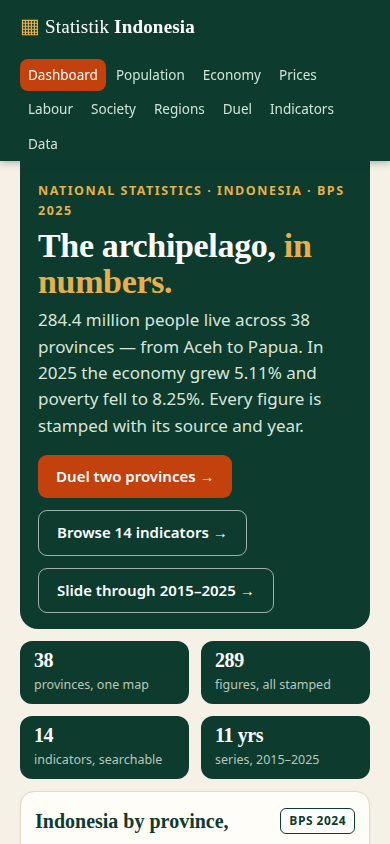 Statistik Indonesia
Dashboard Population Economy Prices
Labour Society Regions Duel Indicators
Data
NATIONAL STATISTICS · INDONESIA · BPS
2025
The archipelago, in
numbers.
284.4 million people live across 38
provinces — from Aceh to Papua. In
2025 the economy grew 5.11% and
poverty fell to 8.25%. Every figure is
stamped with its source and year.
Duel two provinces →
Browse 14 indicators →
Slide through 2015–2025 →
38 289
provinces, one map figures, all stamped
14 11 yrs
indicators, searchable series, 2015–2025
Indonesia by province, BPS 2024